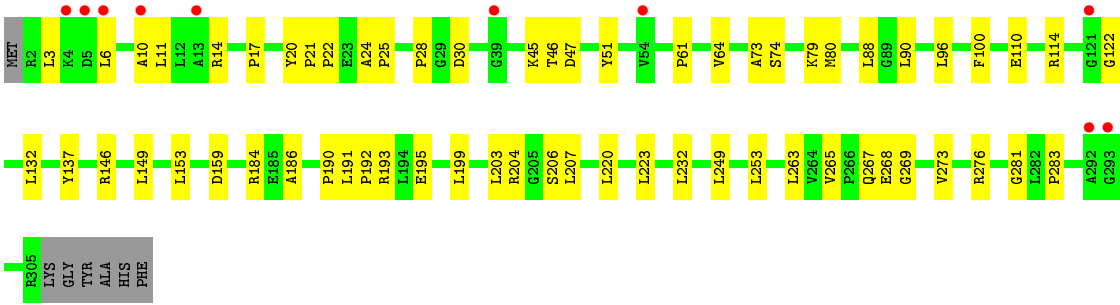 MET R2 L3 K4 D5 L6 A10 L11 L12 A13 R14 P17 Y20 P21 P22 E23 A24 P25 P28 G29 D30 G39 K45 T46 D47 Y51 V54 P61 V64 A73 S74 K79 M80 L88 G89 L90 L96 F100 E110 R114 G121 G122
L132 Y137 R146 L149 L153 D159 R184 E185 A186 P190 L191 P192 R193 L194 E195 L199 L203 R204 G205 S206 L207 L220 L223 L232 L249 L253 L263 V264 V265 P266 Q267 E268 G269 V273 R276 G281 L282 P283 A292 G293
R305 LYS GLY TYR ALA HIS PHE